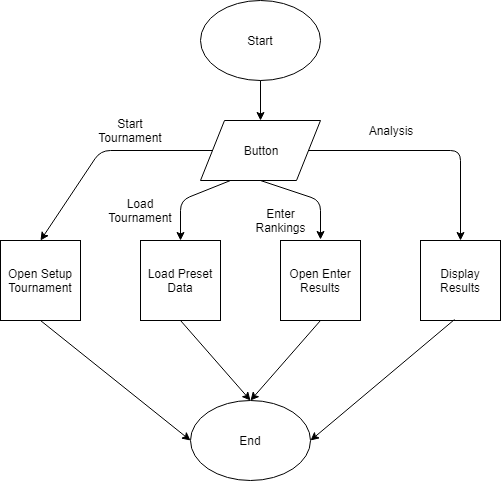 Start
Start
Tournament
Button
Analysis
Load
Tournament
Enter
Rankings
Open Setup
Tournament
Load Preset
Data
Open Enter
Results
Display
Results
End